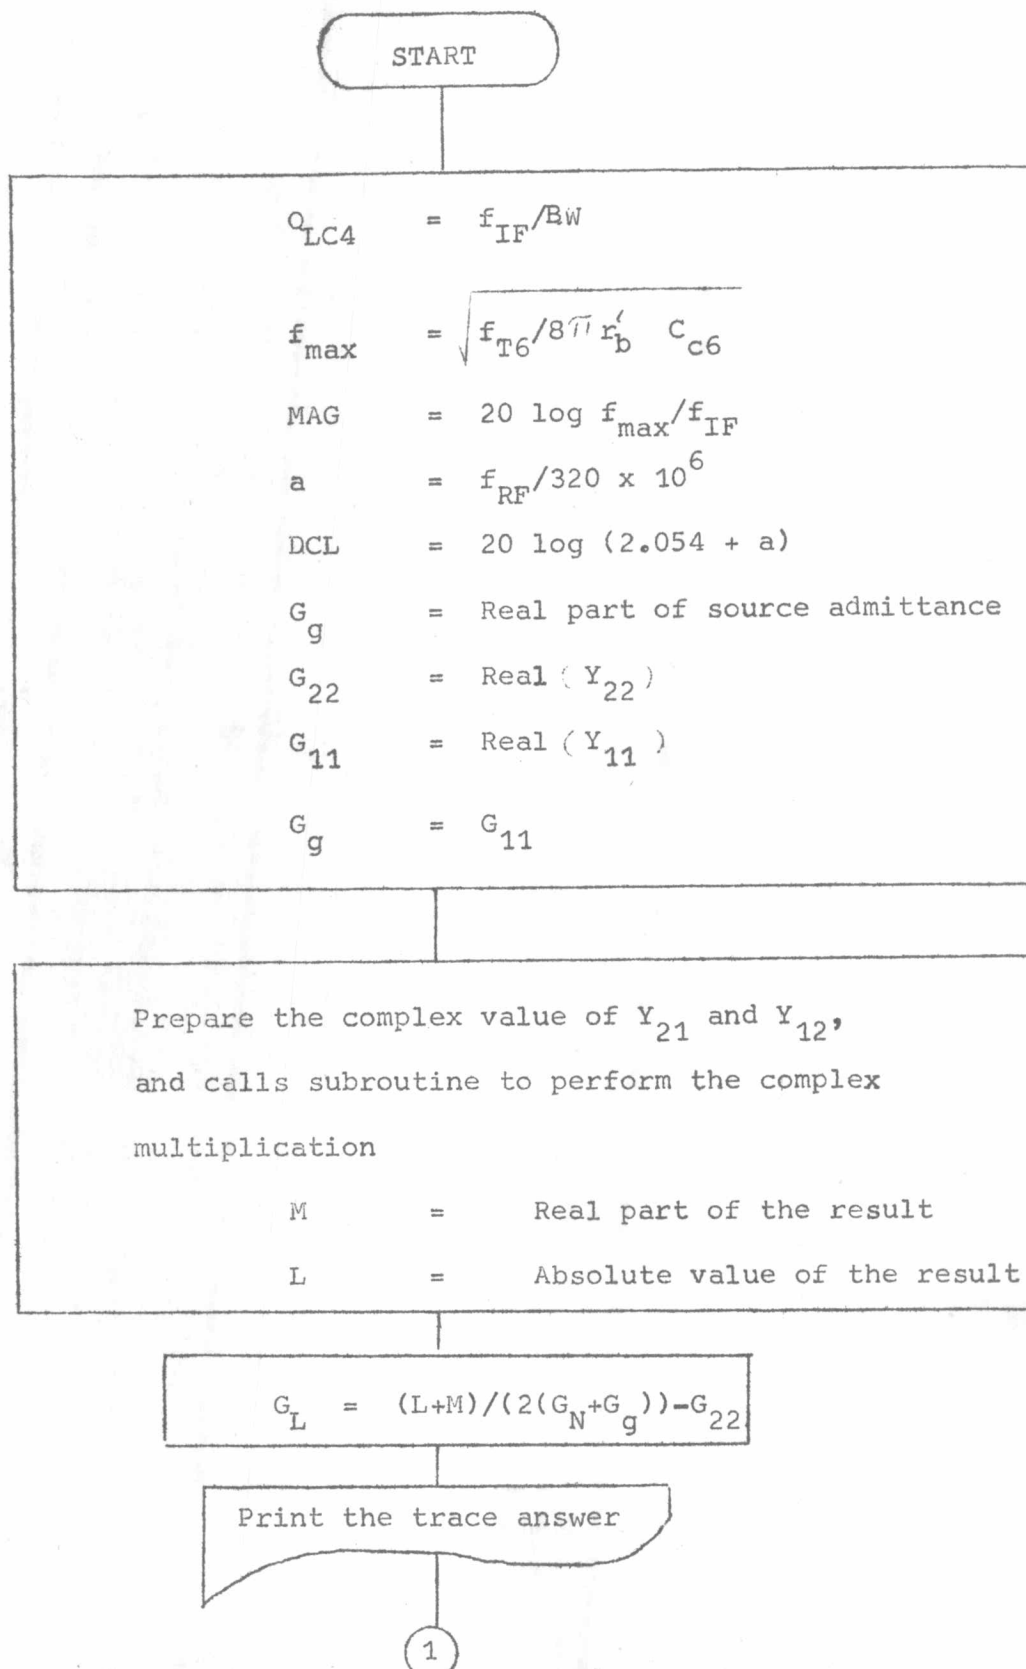 START
Q_LC4 = f_IF/BW
f_max = √(f_T6/8π r_b′ C_c6)
MAG = 20 log f_max/f_IF
a = f_RF/320 x 10^6
DCL = 20 log (2.054 + a)
G_g = Real part of source admittance
G_22 = Real ( Y_22 )
G_11 = Real ( Y_11 )
G_g = G_11
Prepare the complex value of Y_21 and Y_12,
and calls subroutine to perform the complex
multiplication
M = Real part of the result
L = Absolute value of the result
G_L = (L+M)/(2(G_N+G_g))-G_22
Print the trace answer
1